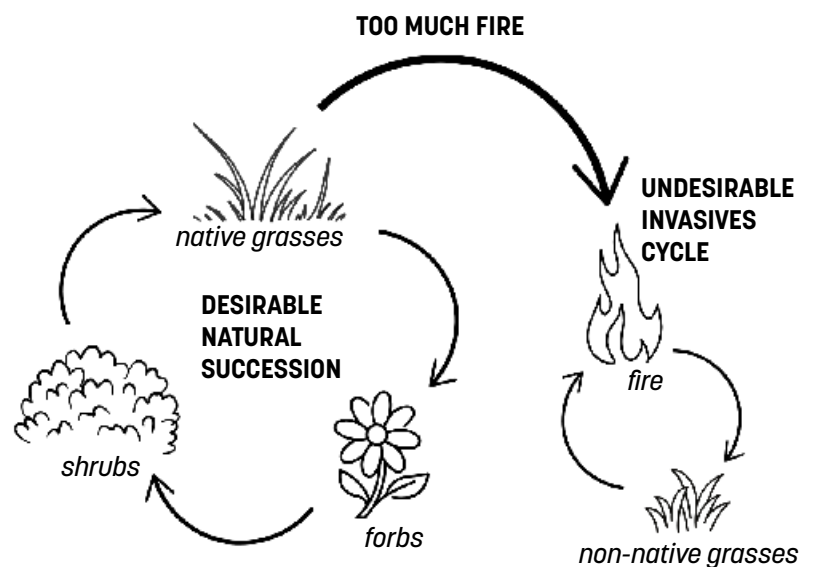 TOO MUCH FIRE
native grasses
DESIRABLE
NATURAL
SUCCESSION
shrubs
forbs
UNDESIRABLE
INVASIVES
CYCLE
fire
non-native grasses